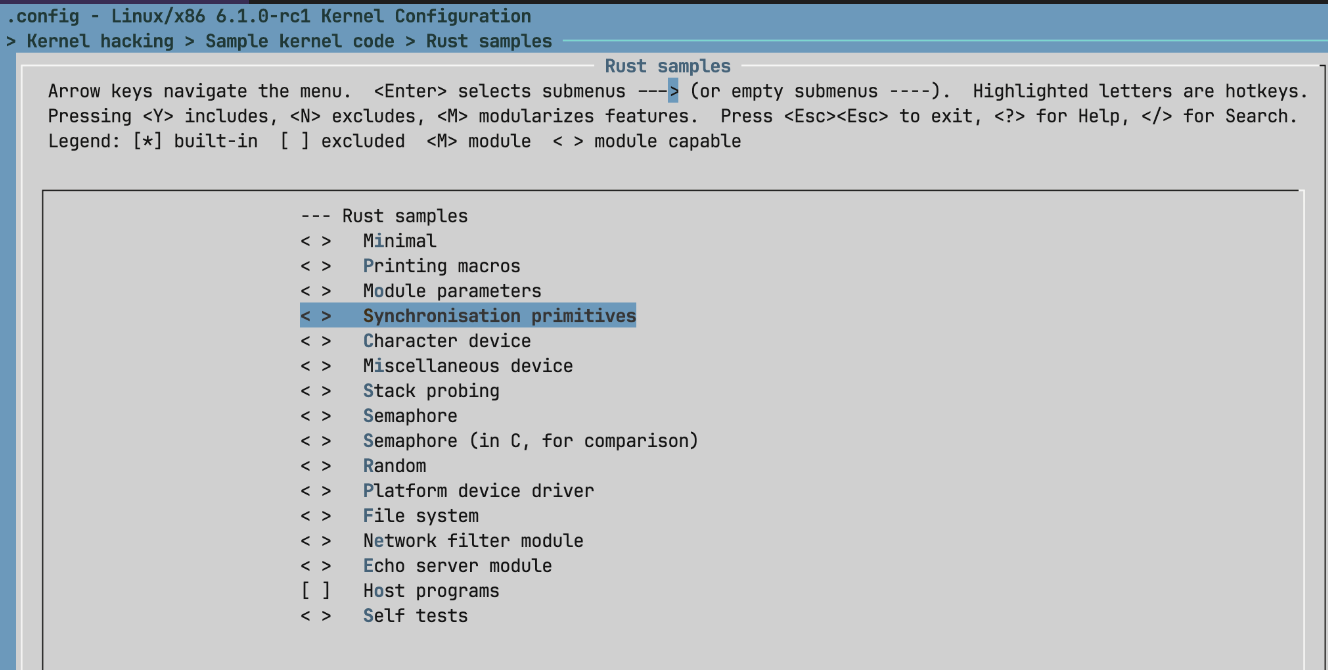 .config - Linux/x86 6.1.0-rc1 Kernel Configuration
> Kernel hacking > Sample kernel code > Rust samples
Rust samples
Arrow keys navigate the menu.  <Enter> selects submenus ---> (or empty submenus ----).  Highlighted letters are hotkeys.
Pressing <Y> includes, <N> excludes, <M> modularizes features.  Press <Esc><Esc> to exit, <?> for Help, </> for Search.
Legend: [*] built-in  [ ] excluded  <M> module  < > module capable
--- Rust samples
< >   Minimal
< >   Printing macros
< >   Module parameters
< >   Synchronisation primitives
< >   Character device
< >   Miscellaneous device
< >   Stack probing
< >   Semaphore
< >   Semaphore (in C, for comparison)
< >   Random
< >   Platform device driver
< >   File system
< >   Network filter module
< >   Echo server module
[ ]   Host programs
< >   Self tests